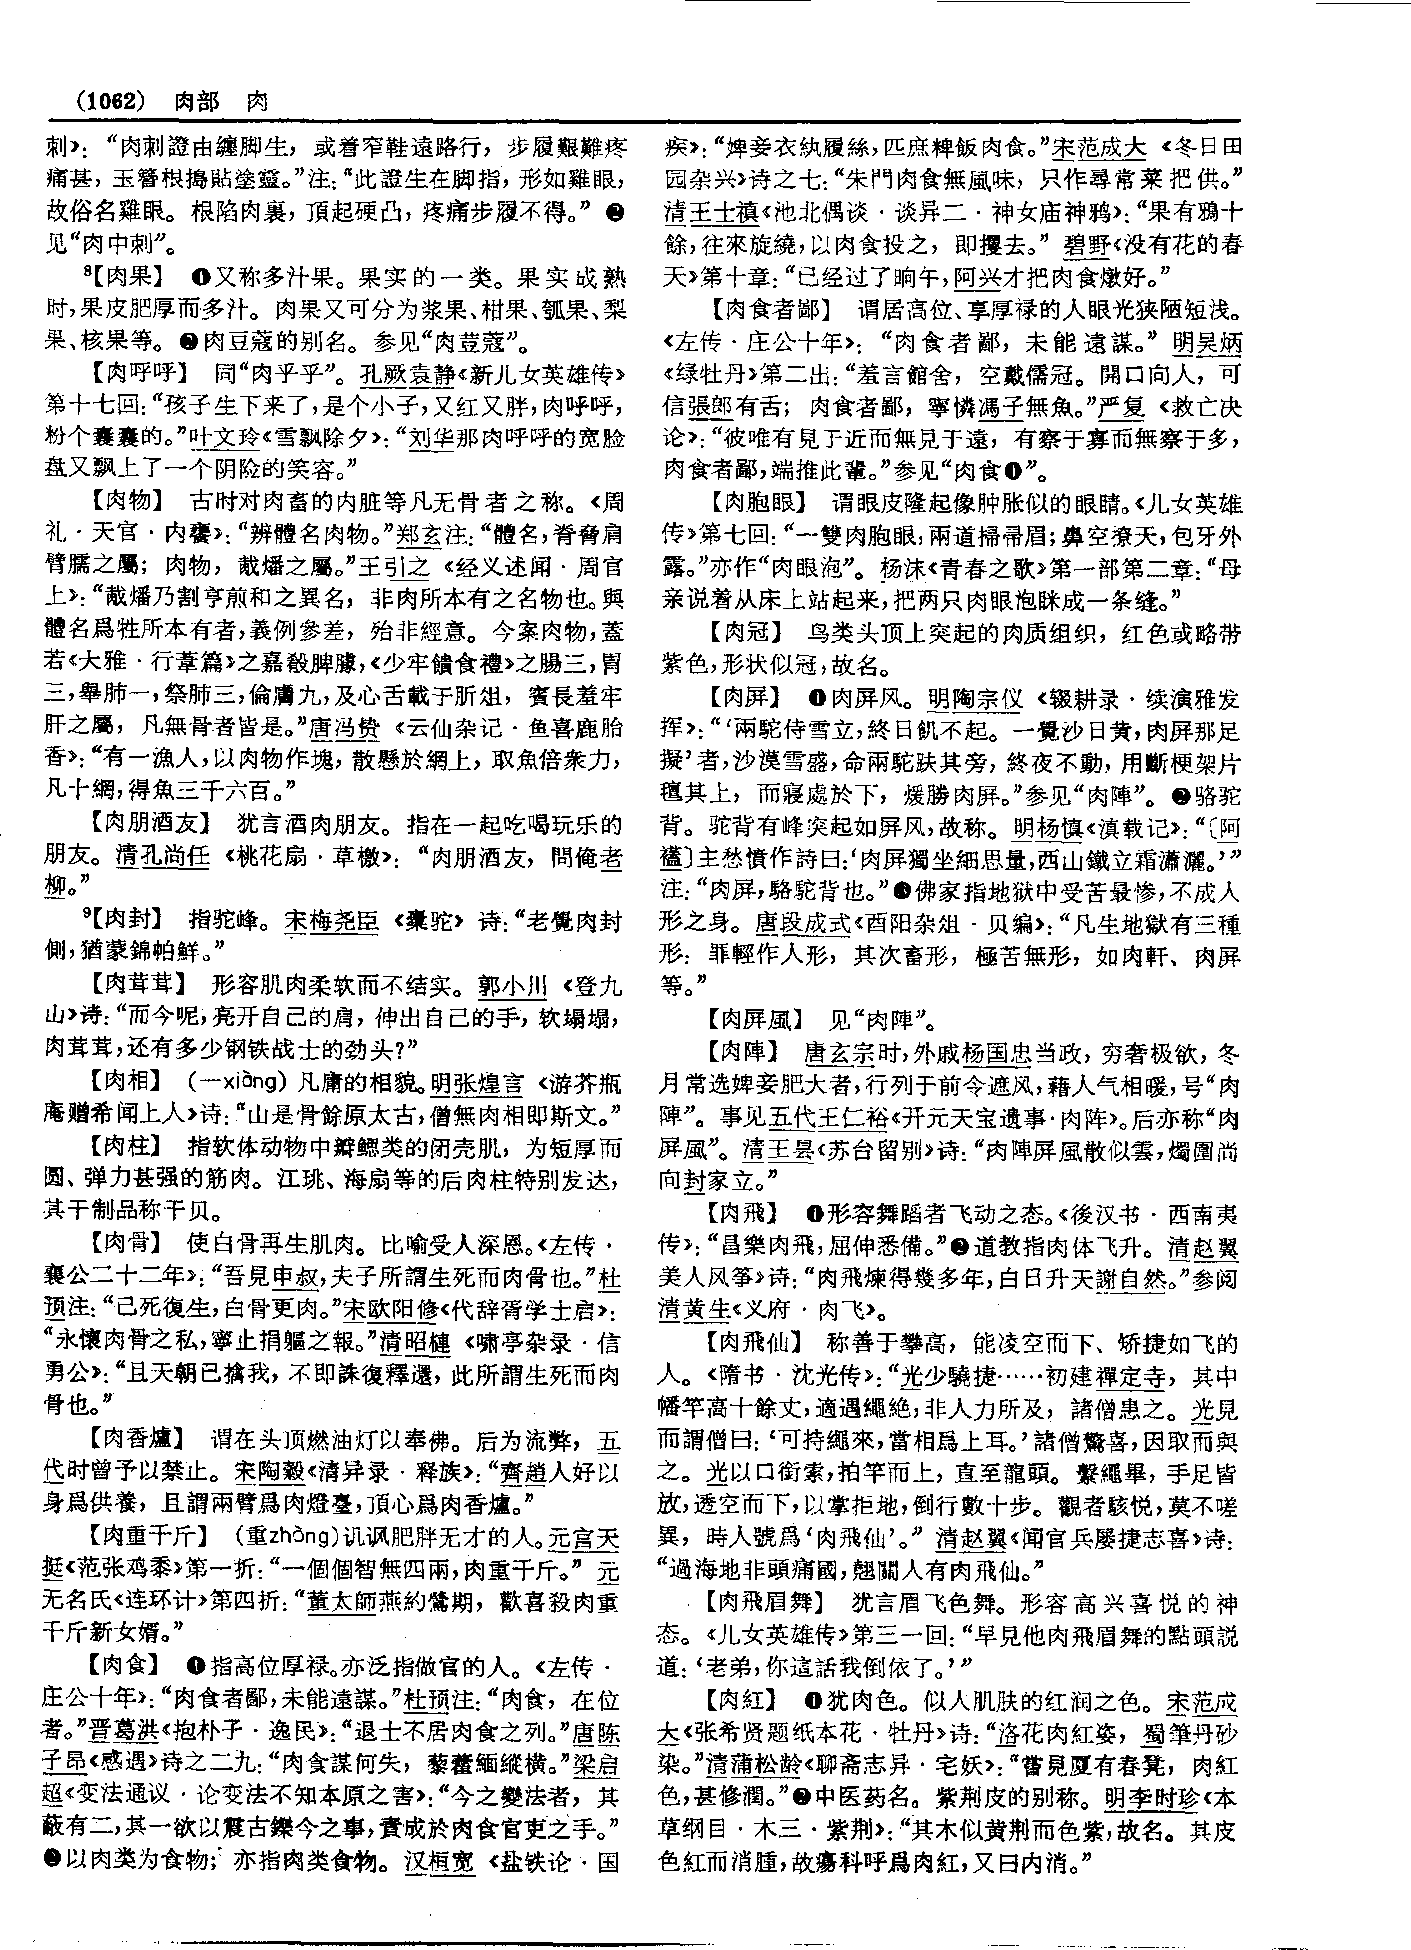 (1062) 肉部 肉
刺》：“肉刺證由纏脚生，或着窄鞋遠路行，步履艱難疼
痛甚，玉簪根搗貼塗靈。”注：“此證生在脚指，形如雞眼，
故俗名雞眼。根陷肉裏，頂起硬凸，疼痛步履不得。”❷
见“肉中刺”。
8【肉果】 ❶又称多汁果。果实的一类。果实成熟
时，果皮肥厚而多汁。肉果又可分为浆果、柑果、瓠果、梨
果、核果等。❷肉豆蔻的别名。参见“肉荳蔻”。
【肉呼呼】 同“肉乎乎”。孔厥袁静《新儿女英雄传》
第十七回：“孩子生下来了，是个小子，又红又胖，肉呼呼，
粉个囊囊的。”叶文玲《雪飘除夕》：“刘华那肉呼呼的宽脸
盘又飘上了一个阴险的笑容。”
【肉物】 古时对肉畜的内脏等凡无骨者之称。《周
礼·天官·内饔》：“辨體名肉物。”郑玄注：“體名，脊脅肩
臂臑之屬；肉物，胾燔之屬。”王引之《经义述闻·周官
上》：“胾燔乃割亨煎和之異名，非肉所本有之名物也。與
體名爲牲所本有者，義例參差，殆非經意。今案肉物，蓋
若《大雅·行葦篇》之嘉殽脾臄，《少牢饋食禮》之腸三，胃
三，舉肺一，祭肺三，倫膚九，及心舌載于肵俎，賓長羞牢
肝之屬，凡無骨者皆是。”唐冯贽《云仙杂记·鱼喜鹿胎
香》：“有一漁人，以肉物作塊，散懸於網上，取魚倍衆力，
凡十網，得魚三千六百。”
【肉朋酒友】 犹言酒肉朋友。指在一起吃喝玩乐的
朋友。清孔尚任《桃花扇·草檄》：“肉朋酒友，問俺老
柳。”
9【肉封】 指驼峰。宋梅尧臣《橐驼》诗：“老覺肉封
側，猶蒙錦帕鮮。”
【肉茸茸】 形容肌肉柔软而不结实。郭小川《登九
山》诗：“而今呢，亮开自己的肩，伸出自己的手，软塌塌，
肉茸茸，还有多少钢铁战士的劲头？”
【肉相】 (—xiàng)凡庸的相貌。明张煌言《游芥瓶
庵赠希闻上人》诗：“山是骨餘原太古，僧無肉相即斯文。”
【肉柱】 指软体动物中瓣鳃类的闭壳肌，为短厚而
圆、弹力甚强的筋肉。江珧、海扇等的后肉柱特别发达，
其干制品称干贝。
【肉骨】 使白骨再生肌肉。比喻受人深恩。《左传·
襄公二十二年》：“吾見申叔，夫子所謂生死而肉骨也。”杜
预注：“已死復生，白骨更肉。”宋欧阳修《代辞胥学士启》：
“永懷肉骨之私，寧止捐軀之報。”清昭梿《啸亭杂录·信
勇公》：“且天朝已擒我，不即誅復釋還，此所謂生死而肉
骨也。”
【肉香爐】 谓在头顶燃油灯以奉佛。后为流弊，五
代时曾予以禁止。宋陶穀《清异录·释族》：“齊趙人好以
身爲供養，且謂兩臂爲肉燈臺，頂心爲肉香爐。”
【肉重千斤】 (重zhòng)讥讽肥胖无才的人。元宫天
挺《范张鸡黍》第一折：“一個個智無四兩，肉重千斤。”元
无名氏《连环计》第四折：“董太師燕約鶯期，歡喜殺肉重
千斤新女婿。”
【肉食】 ❶指高位厚禄。亦泛指做官的人。《左传·
庄公十年》：“肉食者鄙，未能遠謀。”杜预注：“肉食，在位
者。”晋葛洪《抱朴子·逸民》：“退士不居肉食之列。”唐陈
子昂《感遇》诗之二九：“肉食謀何失，藜藿緬縱横。”梁启
超《变法通议·论变法不知本原之害》：“今之變法者，其
蔽有二，其一欲以震古鑠今之事，責成於肉食官吏之手。”
❷以肉类为食物；亦指肉类食物。汉桓宽《盐铁论·国
疾》：“婢妾衣紈履絲，匹庶粺飯肉食。”宋范成大《冬日田
园杂兴》诗之七：“朱門肉食無風味，只作尋常菜把供。”
清王士禛《池北偶谈·谈异二·神女庙神鸦》：“果有鴉十
餘，往來旋繞，以肉食投之，即攫去。”碧野《没有花的春
天》第十章：“已经过了晌午，阿兴才把肉食燉好。”
【肉食者鄙】 谓居高位、享厚禄的人眼光狭陋短浅。
《左传·庄公十年》：“肉食者鄙，未能遠謀。”明吴炳
《绿牡丹》第二出：“羞言館舍，空戴儒冠。開口向人，可
信張郎有舌；肉食者鄙，寧憐馮子無魚。”严复《救亡决
论》：“彼唯有見于近而無見于遠，有察于寡而無察于多，
肉食者鄙，端推此輩。”参见“肉食❶”。
【肉胞眼】 谓眼皮隆起像肿胀似的眼睛。《儿女英雄
传》第七回：“一雙肉胞眼，兩道掃帚眉；鼻空撩天，包牙外
露。”亦作“肉眼泡”。杨沫《青春之歌》第一部第二章：“母
亲说着从床上站起来，把两只肉眼泡眯成一条缝。”
【肉冠】 鸟类头顶上突起的肉质组织，红色或略带
紫色，形状似冠，故名。
【肉屏】 ❶肉屏风。明陶宗仪《辍耕录·续演雅发
挥》：“‘兩駝侍雪立，終日飢不起。一覺沙日黄，肉屏那足
擬’者，沙漠雪盛，命兩駝趺其旁，終夜不動，用斷梗架片
氊其上，而寢處於下，煖勝肉屏。”参见“肉陣”。❷骆驼
背。驼背有峰突起如屏风，故称。明杨慎《滇载记》：“〔阿
𧟌〕主愁憤作詩曰：‘肉屏獨坐細思量，西山鐵立霜瀟灑。’”
注：“肉屏，駱駝背也。”❸佛家指地狱中受苦最惨，不成人
形之身。唐段成式《酉阳杂俎·贝编》：“凡生地獄有三種
形：罪輕作人形，其次畜形，極苦無形，如肉軒、肉屏
等。”
【肉屏風】 见“肉陣”。
【肉陣】 唐玄宗时，外戚杨国忠当政，穷奢极欲，冬
月常选婢妾肥大者，行列于前令遮风，藉人气相暖，号“肉
陣”。事见五代王仁裕《开元天宝遗事·肉阵》。后亦称“肉
屏風”。清王昙《苏台留别》诗：“肉陣屏風散似雲，燭圍尚
向封家立。”
【肉飛】 ❶形容舞蹈者飞动之态。《後汉书·西南夷
传》：“昌樂肉飛，屈伸悉備。”❷道教指肉体飞升。清赵翼
美人风筝》诗：“肉飛煉得幾多年，白日升天謝自然。”参阅
清黄生《义府·肉飞》。
【肉飛仙】 称善于攀高，能凌空而下、矫捷如飞的
人。《隋书·沈光传》：“光少驍捷……初建禪定寺，其中
幡竿高十餘丈，適遇繩絶，非人力所及，諸僧患之。光見
而謂僧曰：‘可持繩來，當相爲上耳。’諸僧驚喜，因取而與
之。光以口銜索，拍竿而上，直至龍頭。繫繩畢，手足皆
放，透空而下，以掌拒地，倒行數十步。觀者駭悦，莫不嗟
異，時人號爲‘肉飛仙’。”清赵翼《闻官兵屡捷志喜》诗：
“過海地非頭痛國，翹關人有肉飛仙。”
【肉飛眉舞】 犹言眉飞色舞。形容高兴喜悦的神
态。《儿女英雄传》第三一回：“早見他肉飛眉舞的點頭説
道：‘老弟，你這話我倒依了。’”
【肉紅】 ❶犹肉色。似人肌肤的红润之色。宋范成
大《张希贤题纸本花·牡丹》诗：“洛花肉紅姿，蜀筆丹砂
染。”清蒲松龄《聊斋志异·宅妖》：“嘗見厦有春凳，肉紅
色，甚修潤。”❷中医药名。紫荆皮的别称。明李时珍《本
草纲目·木三·紫荆》：“其木似黄荆而色紫，故名。其皮
色紅而消腫，故瘍科呼爲肉紅，又曰内消。”